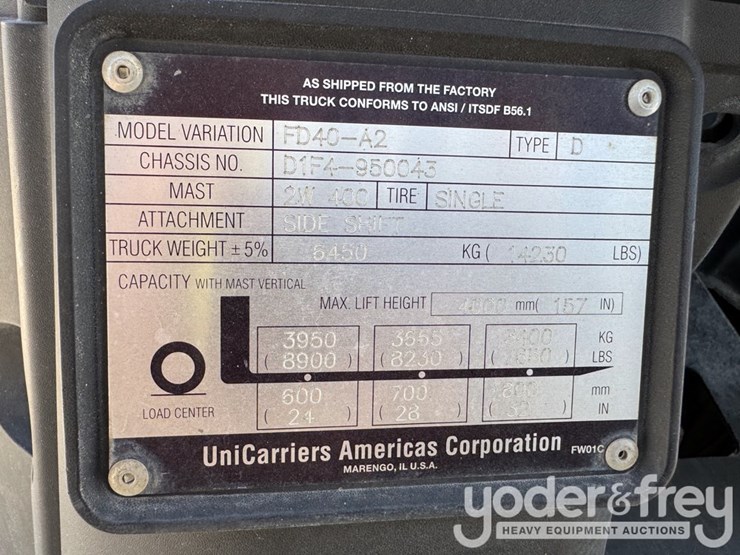 AS SHIPPED FROM THE FACTORY
THIS TRUCK CONFORMS TO ANSI / ITSDF B56.1
MODEL VARIATION FD40-A2 TYPE D
CHASSIS NO. D1F4-950043
MAST 2W 400 TIRE SINGLE
ATTACHMENT SIDE SHIFT
TRUCK WEIGHT ± 5% 6450 KG ( 14230 LBS)
CAPACITY WITH MAST VERTICAL
MAX. LIFT HEIGHT mm( 157 IN)
3950 KG
( 8900 ) ( 8230 ) LBS
600 700 mm
( 24 ) ( 28 ) IN
LOAD CENTER
UniCarriers Americas Corporation FW01C
MARENGO, IL U.S.A.
yoder&frey
HEAVY EQUIPMENT AUCTIONS